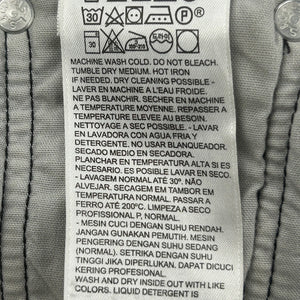 30
P
30
MACHINE WASH COLD. DO NOT BLEACH.
TUMBLE DRY MEDIUM. HOT IRON
IF NEEDED. DRY CLEANING POSSIBLE -
LAVER EN MACHINE A L'EAU FROIDE.
NE PAS BLANCHIR. SECHER EN MACHINE
A TEMPERATURE MOYENNE. REPASSER A
TEMPERATURE ELEVEE AU BESOIN.
NETTOYAGE A SEC POSSIBLE. - LAVAR
EN LAVADORA CON AGUA FRIA Y
DETERGENTE. NO USAR BLANQUEADOR.
SECADO MEDIO EN SECADORA.
PLANCHAR EN TEMPERATURA ALTA SI ES
NECESARIO. ES POSIBLE LIMPIEZA EN SECO
- LAVAGEM NORMAL ATÉ 30º. NÃO
ALVEJAR. SECAGEM EM TAMBOR EM
TEMPERATURA NORMAL. PASSAR A
FERRO ATÉ 200ºC. LIMPEZA A SECO
PROFISSIONAL P, NORMAL.
- MESIN CUCI DENGAN SUHU RENDAH.
JANGAN GUNAKAN PEMUTIH. MESIN
PENGERING DENGAN SUHU SEDANG
(NORMAL). SETRIKA DENGAN SUHU
TINGGI JIKA DIPERLUKAN. DAPAT DICUCI
KERING PROFESIONAL.
WASH AND DRY INSIDE OUT WITH LIKE
COLORS. LIQUID DETERGENT IS